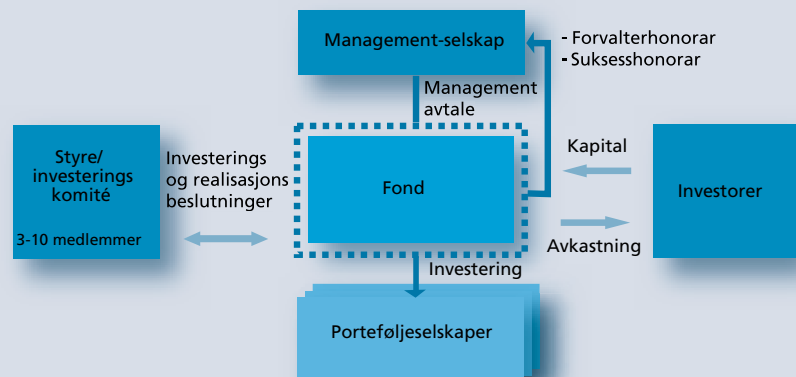 Management-selskap
- Forvalterhonorar
- Suksesshonorar
Management
avtale
Styre/
investerings
komité
3-10 medlemmer
Investerings
og realisasjons
beslutninger
Fond
Kapital
Avkastning
Investorer
Investering
Porteføljeselskaper